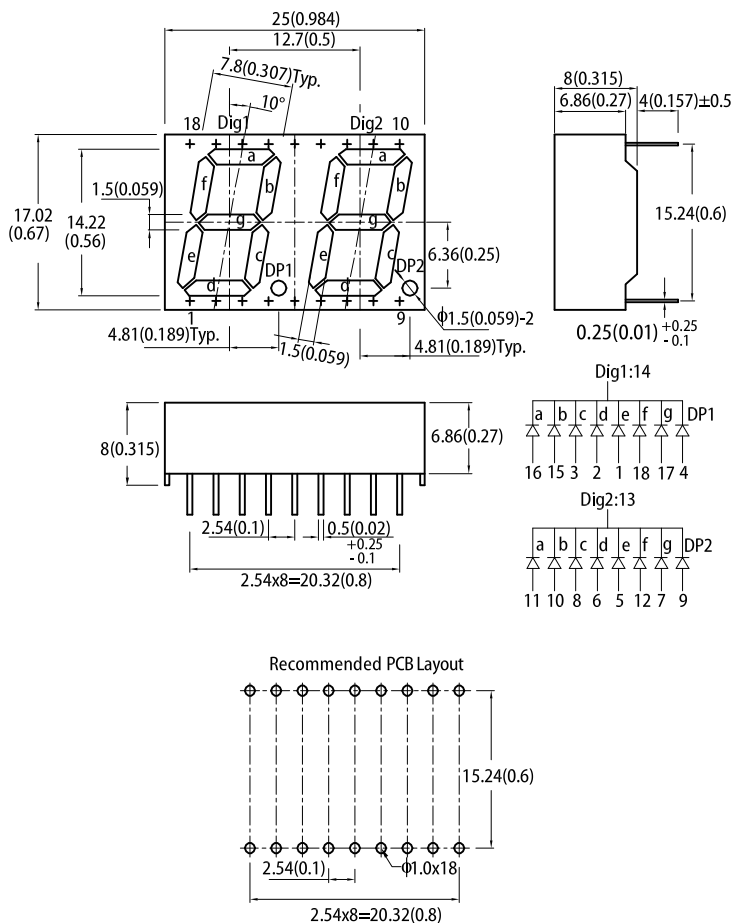 25(0.984)
12.7(0.5)
7.8(0.307)Typ.
10°
18 Dig1 Dig2 10
a b c d e f g DP1
a b c d e f g DP2
1 9
17.02
(0.67)
14.22
(0.56)
1.5(0.059)
6.36(0.25)
ϕ1.5(0.059)-2
4.81(0.189)Typ.
1.5(0.059)
4.81(0.189)Typ.
8(0.315)
6.86(0.27)
4(0.157)±0.5
15.24(0.6)
0.25(0.01) +0.25
- 0.1
8(0.315)
6.86(0.27)
2.54(0.1)
0.5(0.02)
+0.25
- 0.1
2.54x8=20.32(0.8)
Dig1:14
a b c d e f g DP1
16 15 3 2 1 18 17 4
Dig2:13
a b c d e f g DP2
11 10 8 6 5 12 7 9
Recommended PCB Layout
15.24(0.6)
2.54(0.1)
ϕ1.0x18
2.54x8=20.32(0.8)